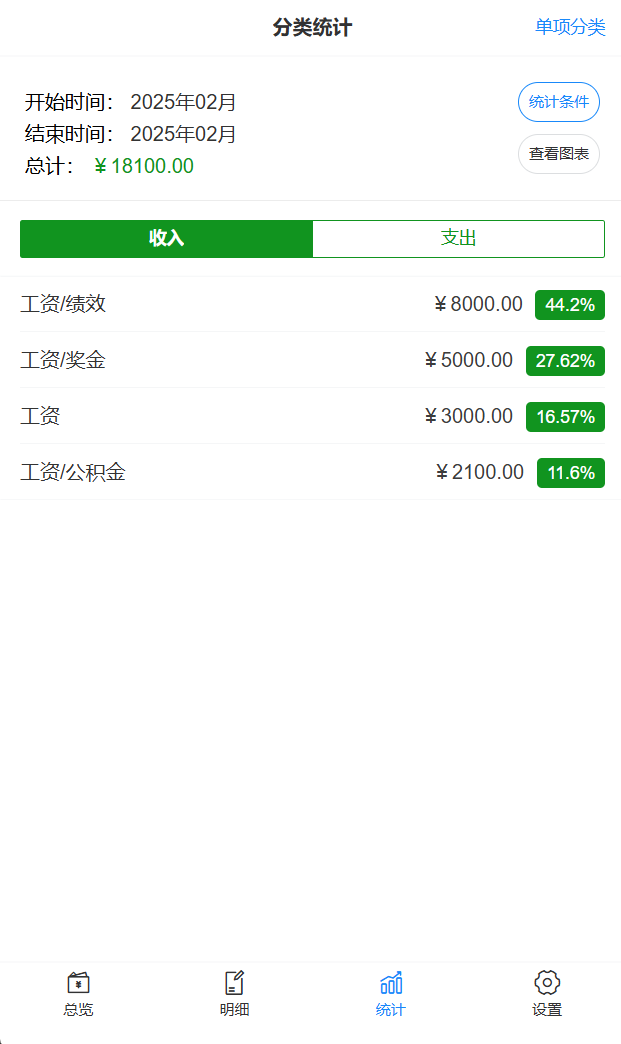 分类统计 单项分类
开始时间： 2025年02月 统计条件
结束时间： 2025年02月
查看图表
总计： ￥18100.00
收入 支出
工资/绩效 ￥8000.00 44.2%
工资/奖金 ￥5000.00 27.62%
工资 ￥3000.00 16.57%
工资/公积金 ￥2100.00 11.6%
总览 明细 统计 设置